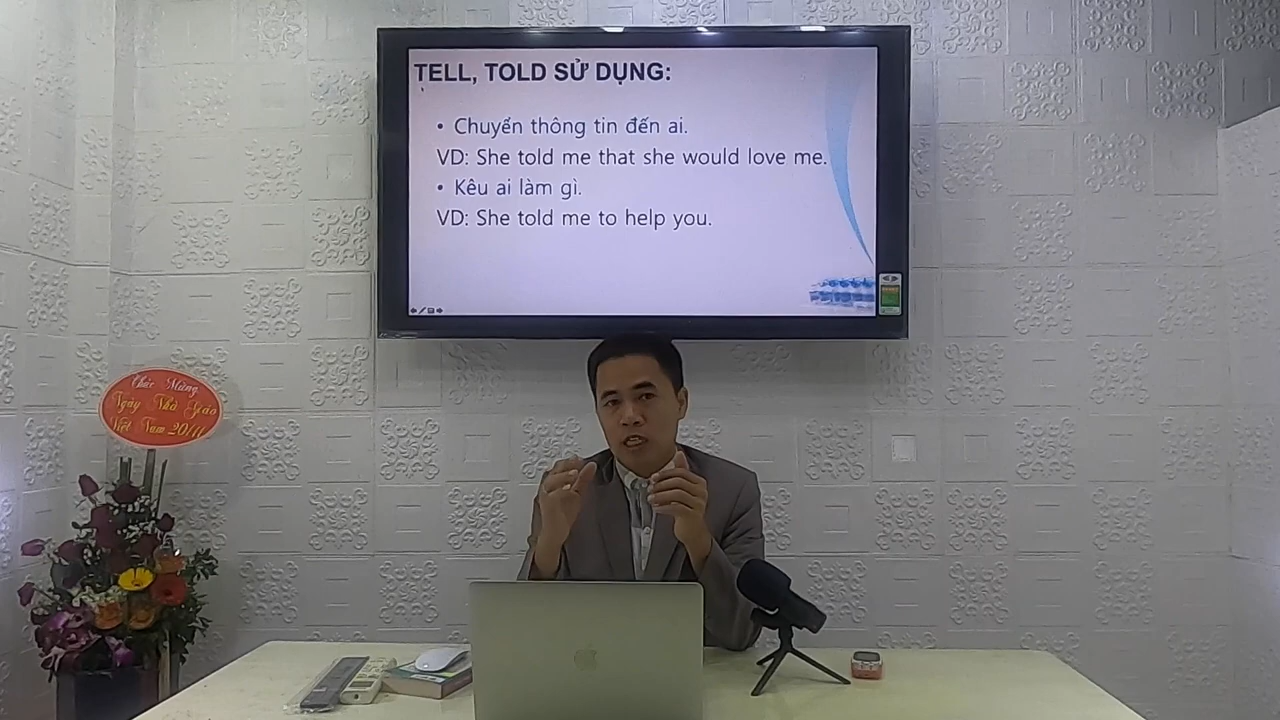 TELL, TOLD SỬ DỤNG:
• Chuyển thông tin đến ai.
VD: She told me that she would love me.
• Kêu ai làm gì.
VD: She told me to help you.
Chúc Mừng
Ngày Nhà Giáo
Việt Nam 20/11